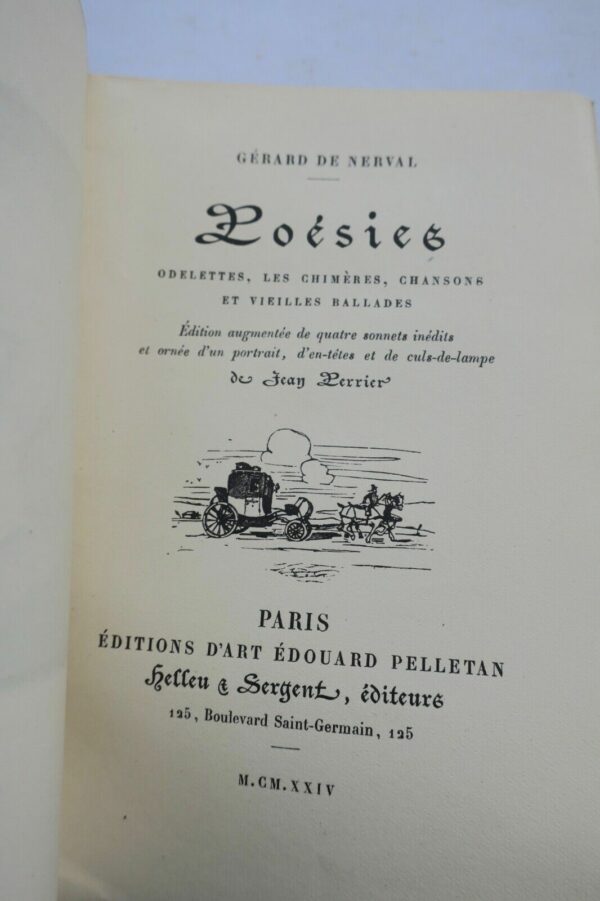 GÉRARD DE NERVAL
Poésies
ODELETTES, LES CHIMÈRES, CHANSONS
ET VIEILLES BALLADES
Édition augmentée de quatre sonnets inédits
et ornée d'un portrait, d'en-têtes et de culs-de-lampe
de Jean Perrier
PARIS
ÉDITIONS D'ART ÉDOUARD PELLETAN
Helleu & Sergent, éditeurs
125, Boulevard Saint-Germain, 125
M.CM.XXIV